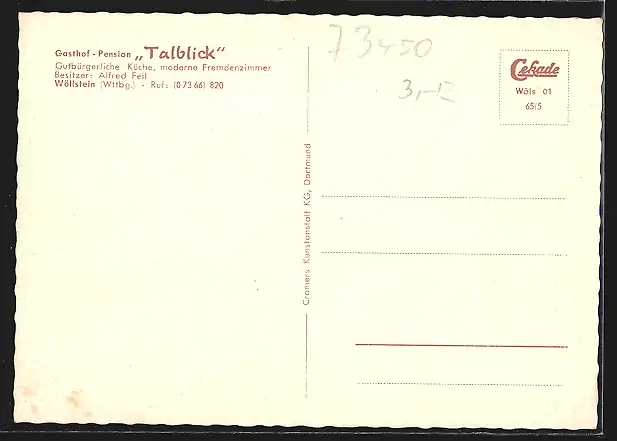 Gasthof - Pension „Talblick"
Gutbürgerliche Küche, moderne Fremdenzimmer
Besitzer: Alfred Feil
Wöllstein (Wttbg.) - Ruf: (0 73 66) 820
73450
3,-E
Cekade
Wöls 01
65/5
Cramers Kunstanstalt KG, Dortmund